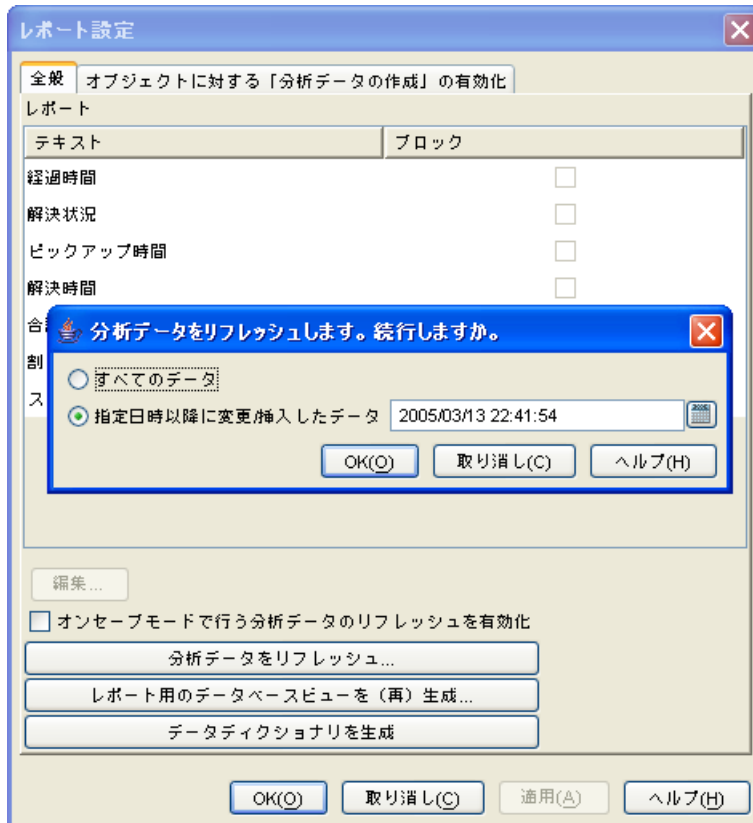 レポート設定
全般 オブジェクトに対する「分析データの作成」の有効化
レポート
テキスト ブロック
経過時間
解決状況
ピックアップ時間
解決時間
分析データをリフレッシュします。続行しますか。
割
ス
すべてのデータ
指定日時以降に変更/挿入したデータ 2005/03/13 22:41:54
OK(O) 取り消し(C) ヘルプ(H)
編集...
オンセーブモードで行う分析データのリフレッシュを有効化
分析データをリフレッシュ...
レポート用のデータベースビューを（再）生成...
データディクショナリを生成
OK(O) 取り消し(C) 適用(A) ヘルプ(H)